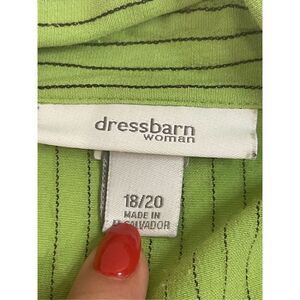 dressbarn
woman
18/20
MADE IN
SALVADOR